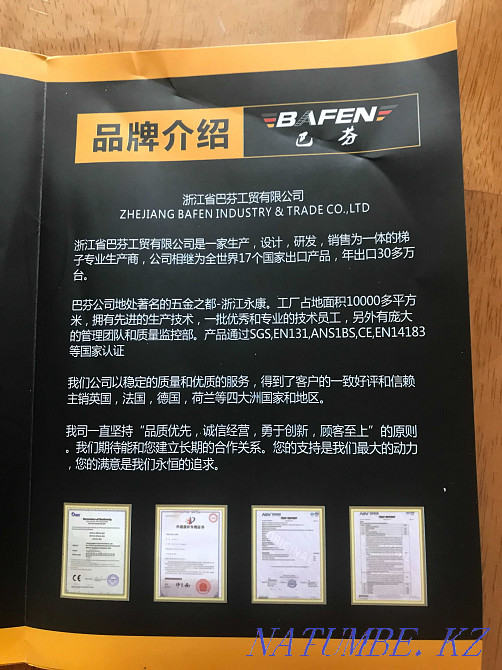 品牌介绍
BAFEN
巴芬
浙江省巴芬工贸有限公司
ZHEJIANG BAFEN INDUSTRY & TRADE CO.,LTD
浙江省巴芬工贸有限公司是一家生产，设计，研发，销售为一体的梯
子专业生产商，公司相继为全世界17个国家出口产品，年出口30多万
台。
巴芬公司地处著名的五金之都-浙江永康。工厂占地面积10000多平方
米，拥有先进的生产技术，一批优秀和专业的技术员工，另外有庞大
的管理团队和质量监控部。产品通过SGS,EN131,ANS1BS,CE,EN14183
等国家认证
我们公司以稳定的质量和优质的服务，得到了客户的一致好评和信赖
主销英国，法国，德国，荷兰等四大洲国家和地区。
我司一直坚持“品质优先，诚信经营，勇于创新，顾客至上”的原则
。我们期待能和您建立长期的合作关系。您的支持是我们最大的动力
，您的满意是我们永恒的追求。
NATUMBE.KZ